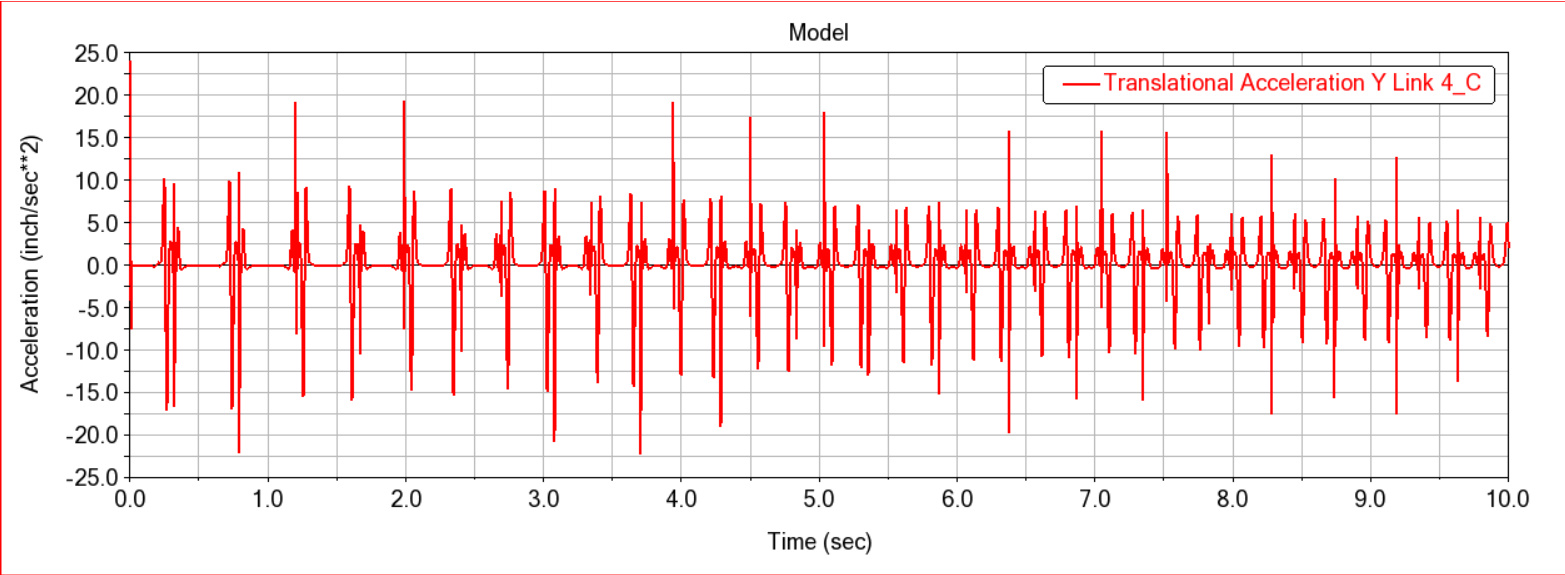 Model
Translational Acceleration Y Link 4_C
Acceleration (inch/sec**2)
25.0
20.0
15.0
10.0
5.0
0.0
-5.0
-10.0
-15.0
-20.0
-25.0
0.0 1.0 2.0 3.0 4.0 5.0 6.0 7.0 8.0 9.0 10.0
Time (sec)